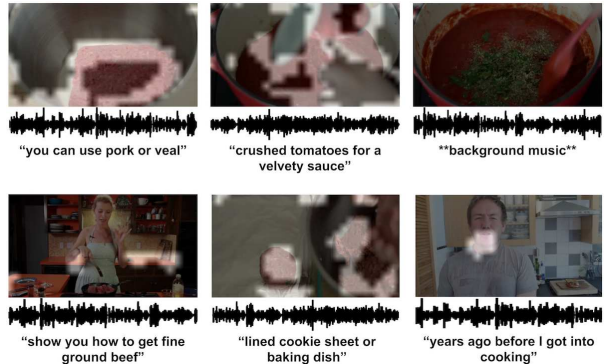 "you can use pork or veal"
"crushed tomatoes for a
velvety sauce"
**background music**
"show you how to get fine
ground beef"
"lined cookie sheet or
baking dish"
"years ago before I got into
cooking"